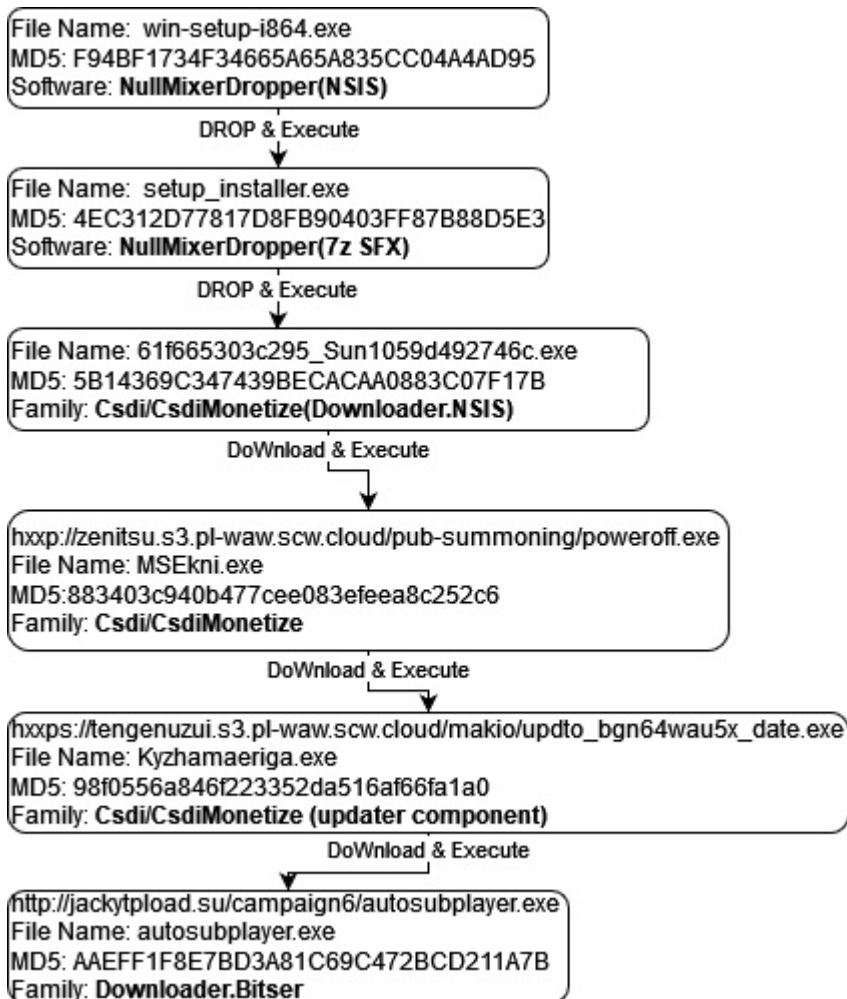 File Name: win-setup-i864.exe
MD5: F94BF1734F34665A65A835CC04A4AD95
Software: NullMixerDropper(NSIS)
DROP & Execute
File Name: setup_installer.exe
MD5: 4EC312D77817D8FB90403FF87B88D5E3
Software: NullMixerDropper(7z SFX)
DROP & Execute
File Name: 61f665303c295_Sun1059d492746c.exe
MD5: 5B14369C347439BECACAA0883C07F17B
Family: Csdi/CsdiMonetize(Downloader.NSIS)
DoWnload & Execute
hxxp://zenitsu.s3.pl-waw.scw.cloud/pub-summoning/poweroff.exe
File Name: MSEkni.exe
MD5:883403c940b477cee083efeea8c252c6
Family: Csdi/CsdiMonetize
DoWnload & Execute
hxxps://tengenuzui.s3.pl-waw.scw.cloud/makio/updto_bgn64wau5x_date.exe
File Name: Kyzhamaeriga.exe
MD5: 98f0556a846f223352da516af66fa1a0
Family: Csdi/CsdiMonetize (updater component)
DoWnload & Execute
http://jackytpload.su/campaign6/autosubplayer.exe
File Name: autosubplayer.exe
MD5: AAEFF1F8E7BD3A81C69C472BCD211A7B
Family: Downloader.Bitser